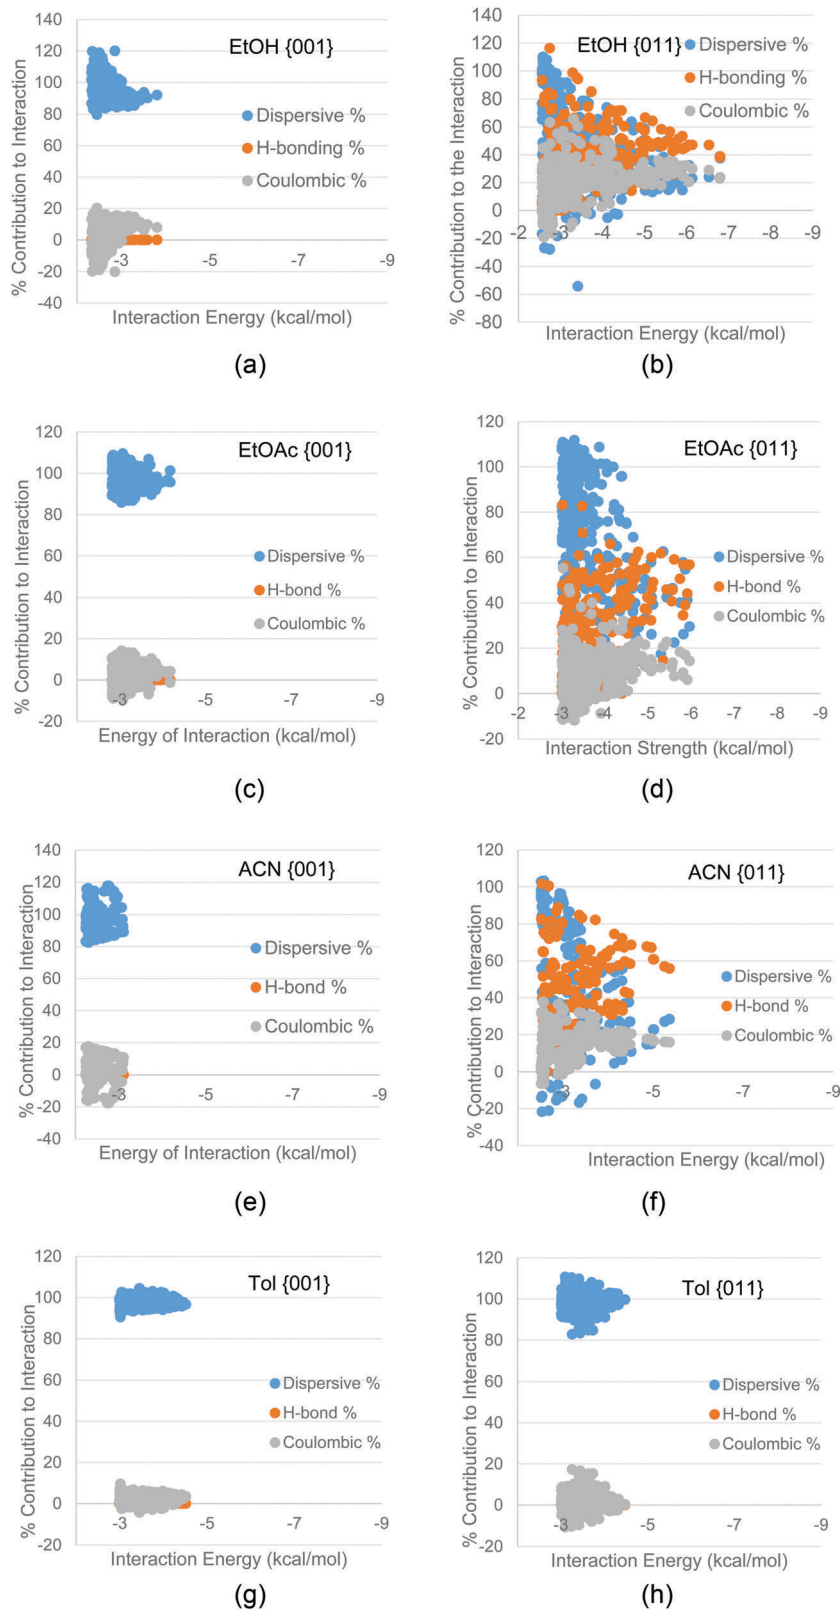 EtOH {001}
% Contribution to Interaction
140
120
100
80
60
40
20
0
-20
-40
-3
-5
-7
-9
Dispersive %
H-bonding %
Coulombic %
Interaction Energy (kcal/mol)
(a)
EtOH {011}
% Contribution to the Interaction
140
120
100
80
60
40
20
0
-20
-40
-60
-80
-2
-3
-4
-5
-6
-7
-8
-9
Dispersive %
H-bonding %
Coulombic %
Interaction Energy (kcal/mol)
(b)
EtOAc {001}
% Contribution to Interaction
120
100
80
60
40
20
0
-20
-3
-5
-7
-9
Dispersive %
H-bond %
Coulombic %
Energy of Interaction (kcal/mol)
(c)
EtOAc {011}
% Contribution to Interaction
120
100
80
60
40
20
0
-20
-2
-3
-4
-5
-6
-7
-8
-9
Dispersive %
H-bond %
Coulombic %
Interaction Strength (kcal/mol)
(d)
ACN {001}
% Contribution to Interaction
140
120
100
80
60
40
20
0
-20
-40
-3
-5
-7
-9
Dispersive %
H-bond %
Coulombic %
Energy of Interaction (kcal/mol)
(e)
ACN {011}
% Contribution to Interaction
120
100
80
60
40
20
0
-20
-40
-3
-5
-7
-9
Dispersive %
H-bond %
Coulombic %
Interaction Energy (kcal/mol)
(f)
Tol {001}
% Contribution to Interaction
120
100
80
60
40
20
0
-20
-3
-5
-7
-9
Dispersive %
H-bond %
Coulombic %
Interaction Energy (kcal/mol)
(g)
Tol {011}
% Contribution to Interaction
120
100
80
60
40
20
0
-20
-3
-5
-7
-9
Dispersive %
H-bond %
Coulombic %
Interaction Energy (kcal/mol)
(h)